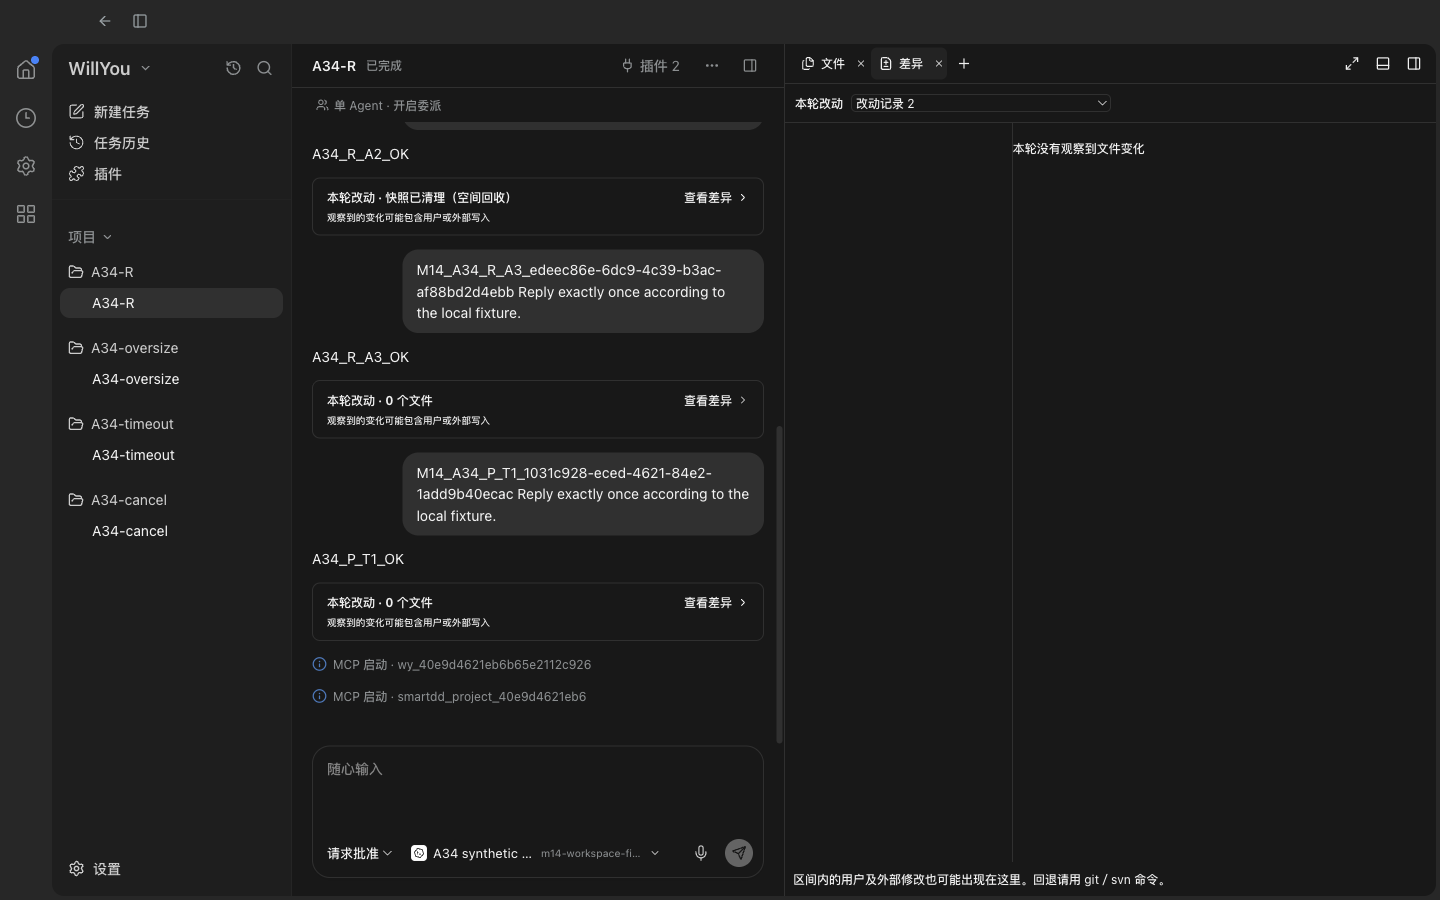 WillYou
新建任务
任务历史
插件
项目
A34-R
A34-R
A34-oversize
A34-oversize
A34-timeout
A34-timeout
A34-cancel
A34-cancel
设置
A34-R 已完成
插件 2
单 Agent · 开启委派
A34_R_A2_OK
本轮改动 · 快照已清理（空间回收）
查看差异
观察到的变化可能包含用户或外部写入
M14_A34_R_A3_edeec86e-6dc9-4c39-b3ac-
af88bd2d4ebb Reply exactly once according to
the local fixture.
A34_R_A3_OK
本轮改动 · 0 个文件
查看差异
观察到的变化可能包含用户或外部写入
M14_A34_P_T1_1031c928-eced-4621-84e2-
1add9b40ecac Reply exactly once according to the
local fixture.
A34_P_T1_OK
本轮改动 · 0 个文件
查看差异
观察到的变化可能包含用户或外部写入
MCP 启动 · wy_40e9d4621eb6b65e2112c926
MCP 启动 · smartdd_project_40e9d4621eb6
随心输入
请求批准
A34 synthetic ...
m14-workspace-fi...
文件
差异
本轮改动
改动记录 2
本轮没有观察到文件变化
区间内的用户及外部修改也可能出现在这里。回退请用 git / svn 命令。